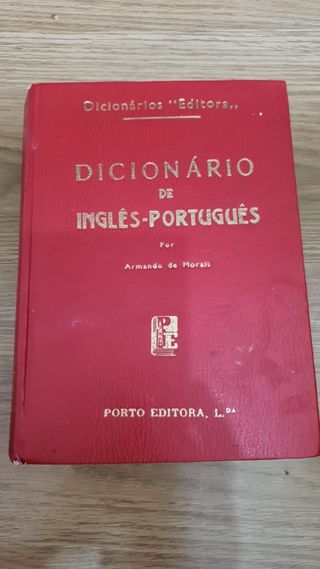 Dicionários "Editora„
DICIONÁRIO
DE
INGLÊS-PORTUGUÊS
Por
Armando de Morais
PE
PORTO EDITORA, L.DA